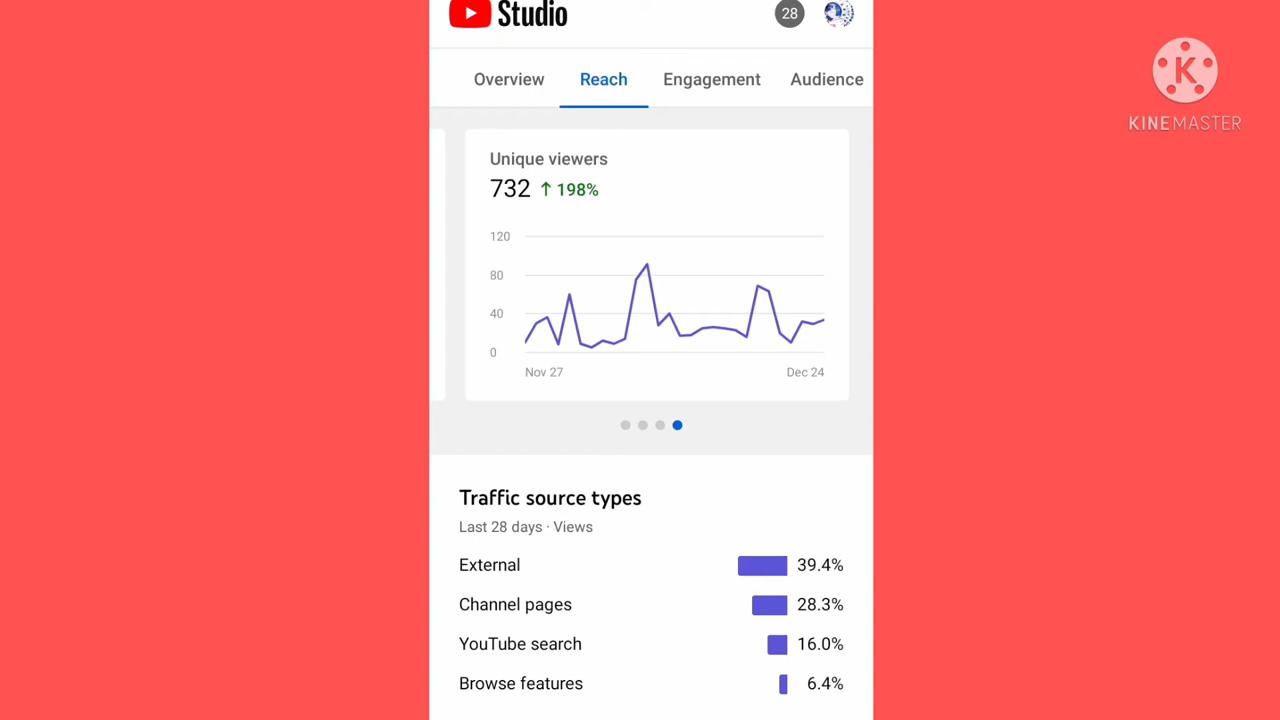 Studio
28
Overview Reach Engagement Audience
K
KINEMASTER
Unique viewers
732 ↑ 198%
120
80
40
0
Nov 27 Dec 24
Traffic source types
Last 28 days · Views
External 39.4%
Channel pages 28.3%
YouTube search 16.0%
Browse features 6.4%